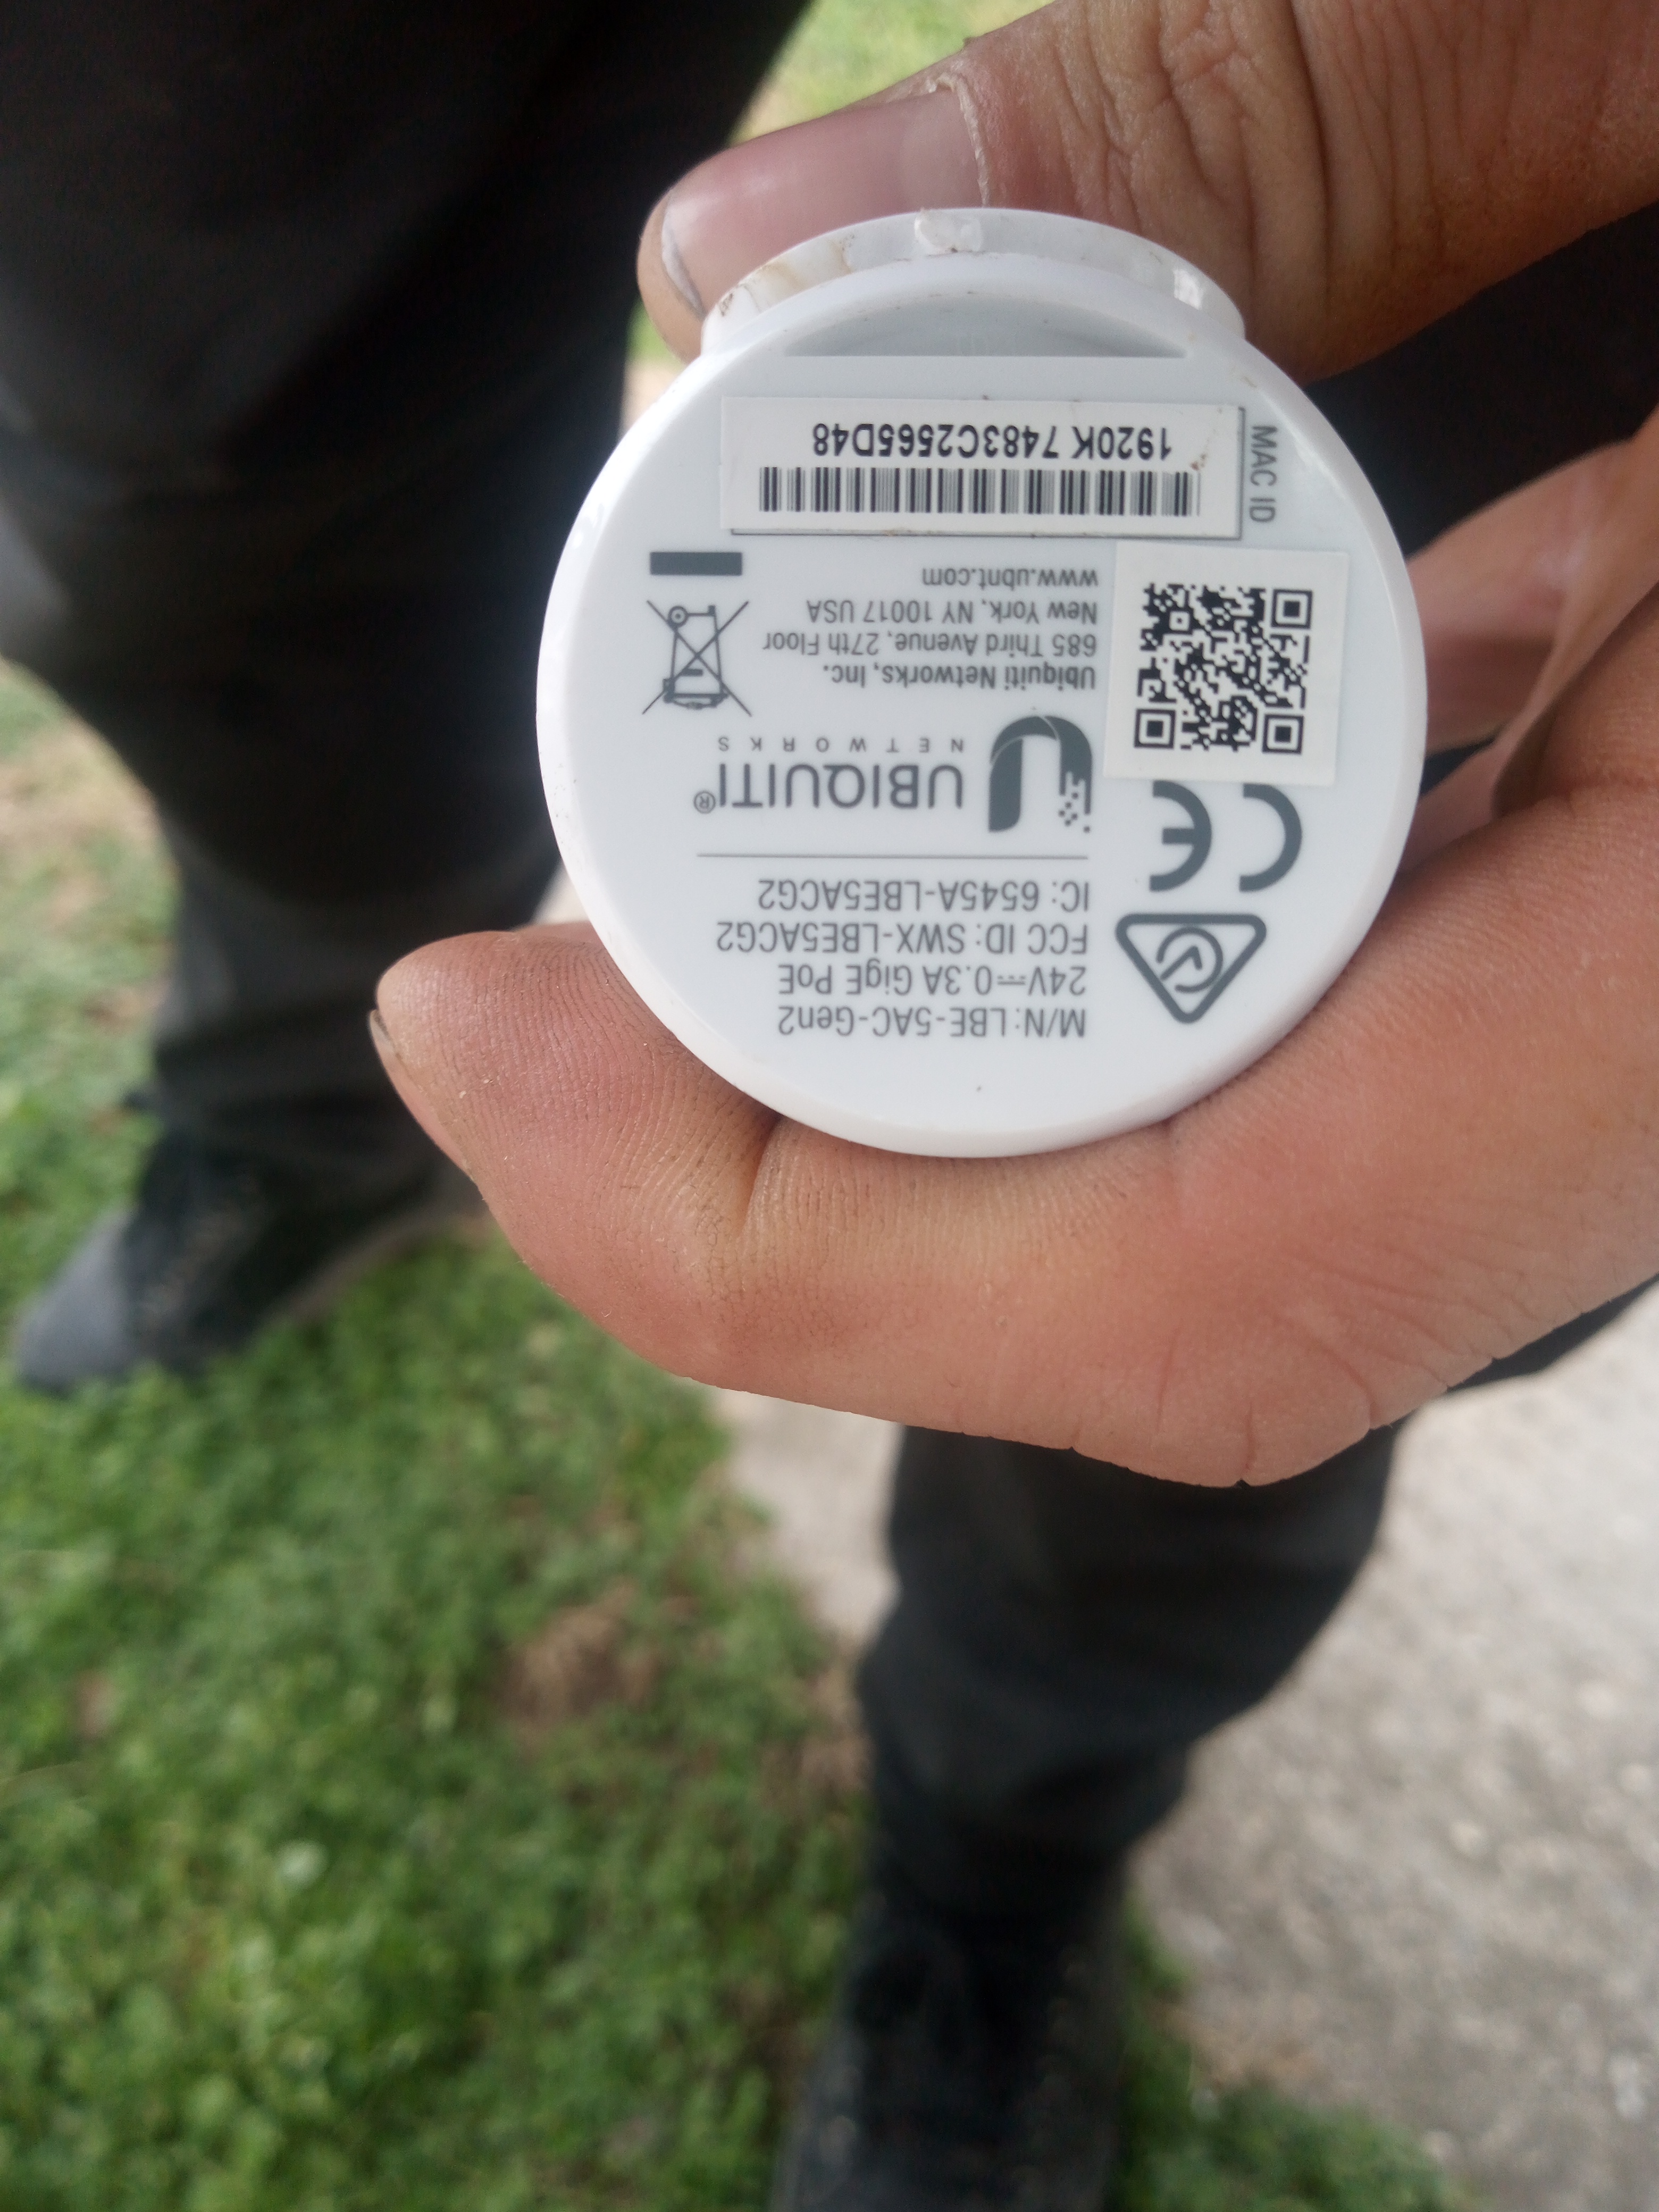 M/N: LBE-5AC-Gen2
24V⎓0.3A GigE PoE
FCC ID: SWX-LBE5ACG2
IC: 6545A-LBE5ACG2
CE
UBIQUITI®
NETWORKS
Ubiquiti Networks, Inc.
685 Third Avenue, 27th Floor
New York, NY 10017 USA
www.ubnt.com
MAC ID
1920K 7483C2565D48